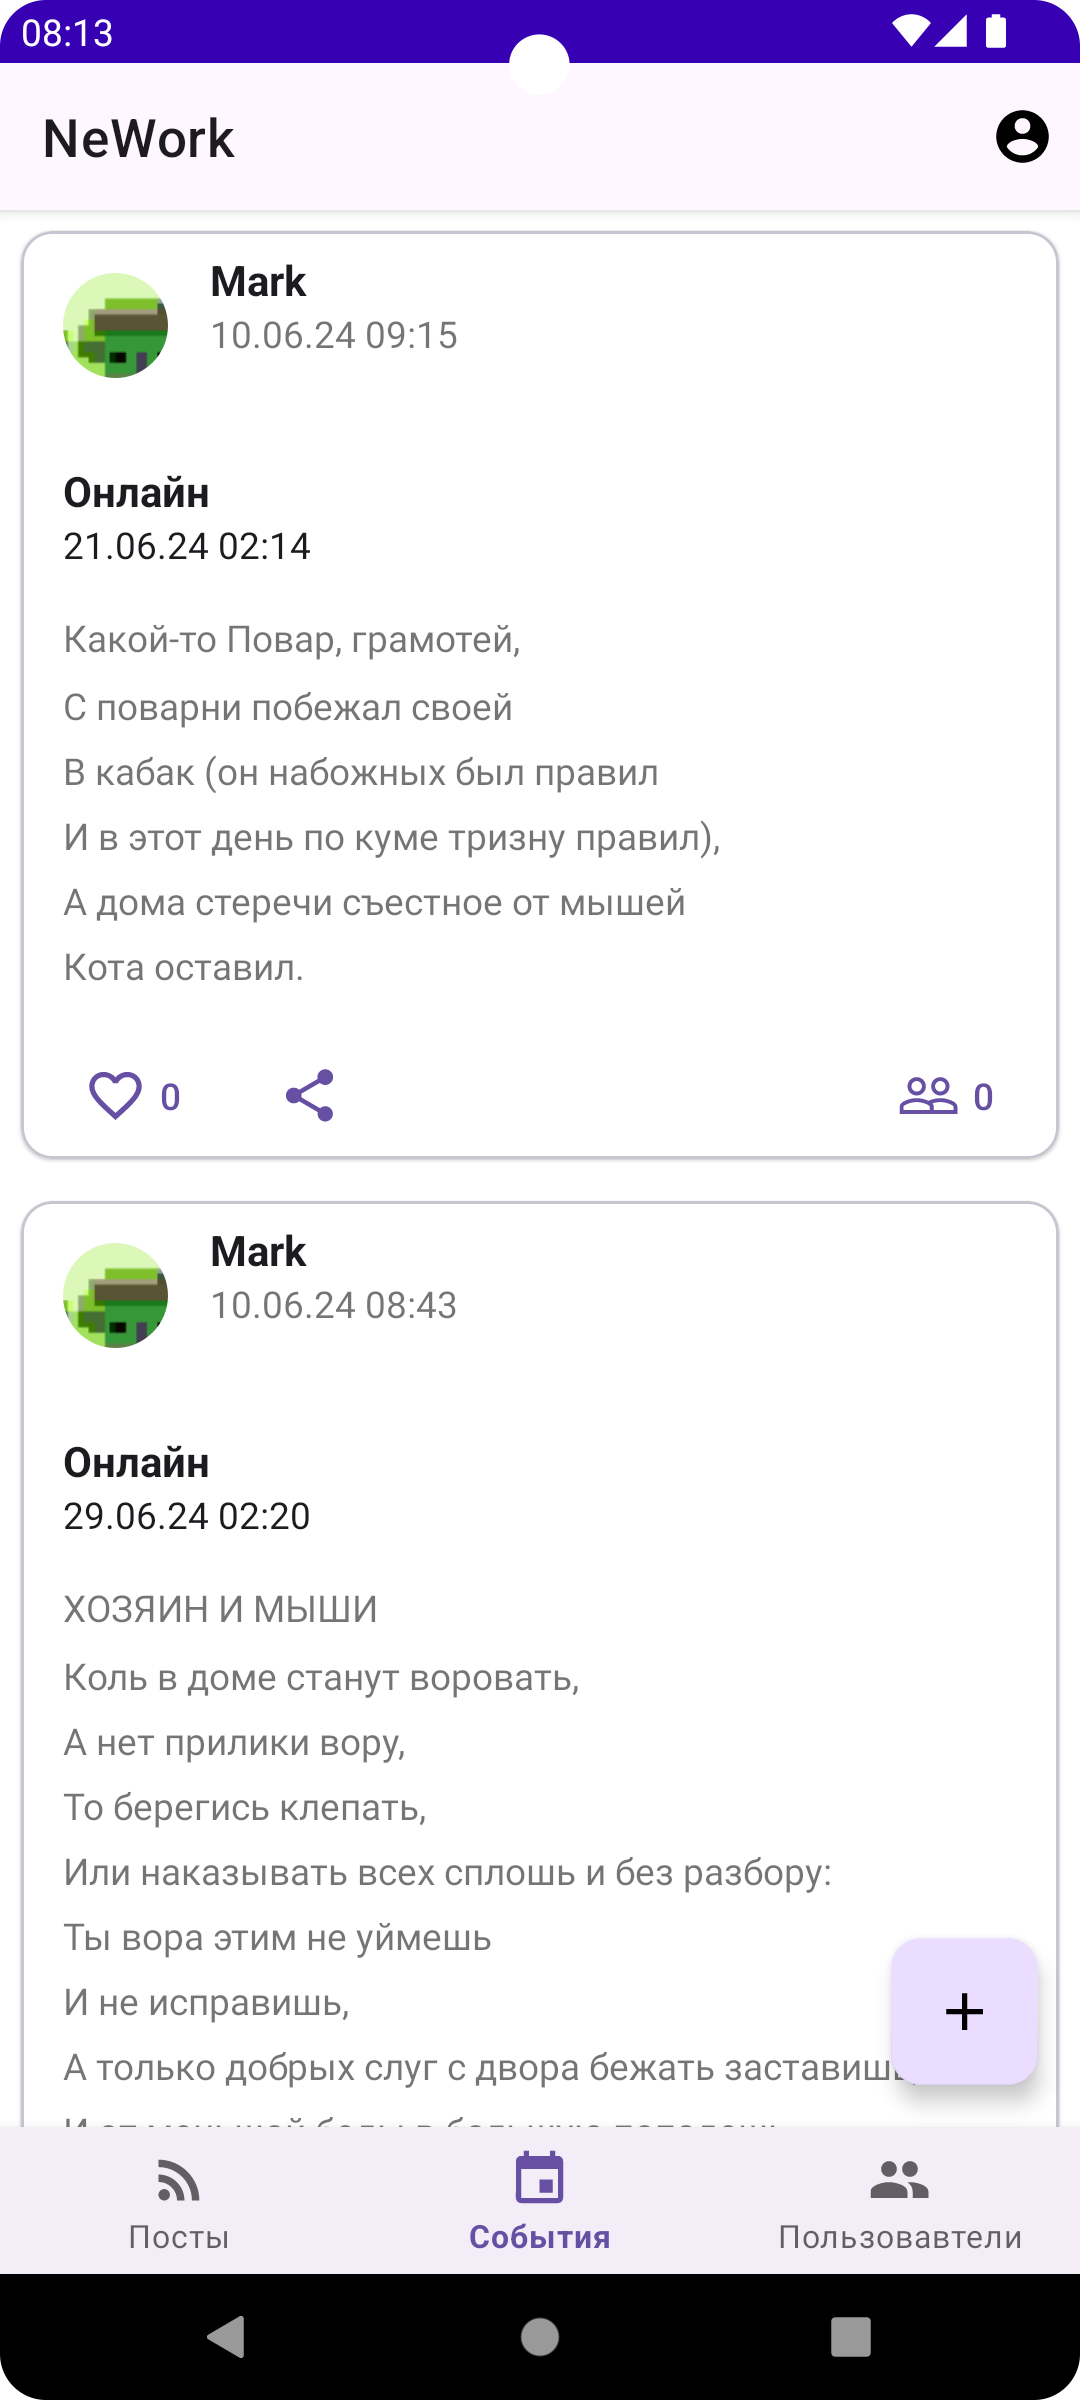 08:13
NeWork
Mark
10.06.24 09:15
Онлайн
21.06.24 02:14
Какой-то Повар, грамотей,
С поварни побежал своей
В кабак (он набожных был правил
И в этот день по куме тризну правил),
А дома стеречи съестное от мышей
Кота оставил.
0
0
Mark
10.06.24 08:43
Онлайн
29.06.24 02:20
ХОЗЯИН И МЫШИ
Коль в доме станут воровать,
А нет прилики вору,
То берегись клепать,
Или наказывать всех сплошь и без разбору:
Ты вора этим не уймешь
И не исправишь,
А только добрых слуг с двора бежать заставишь,
Посты
События
Пользовавтели